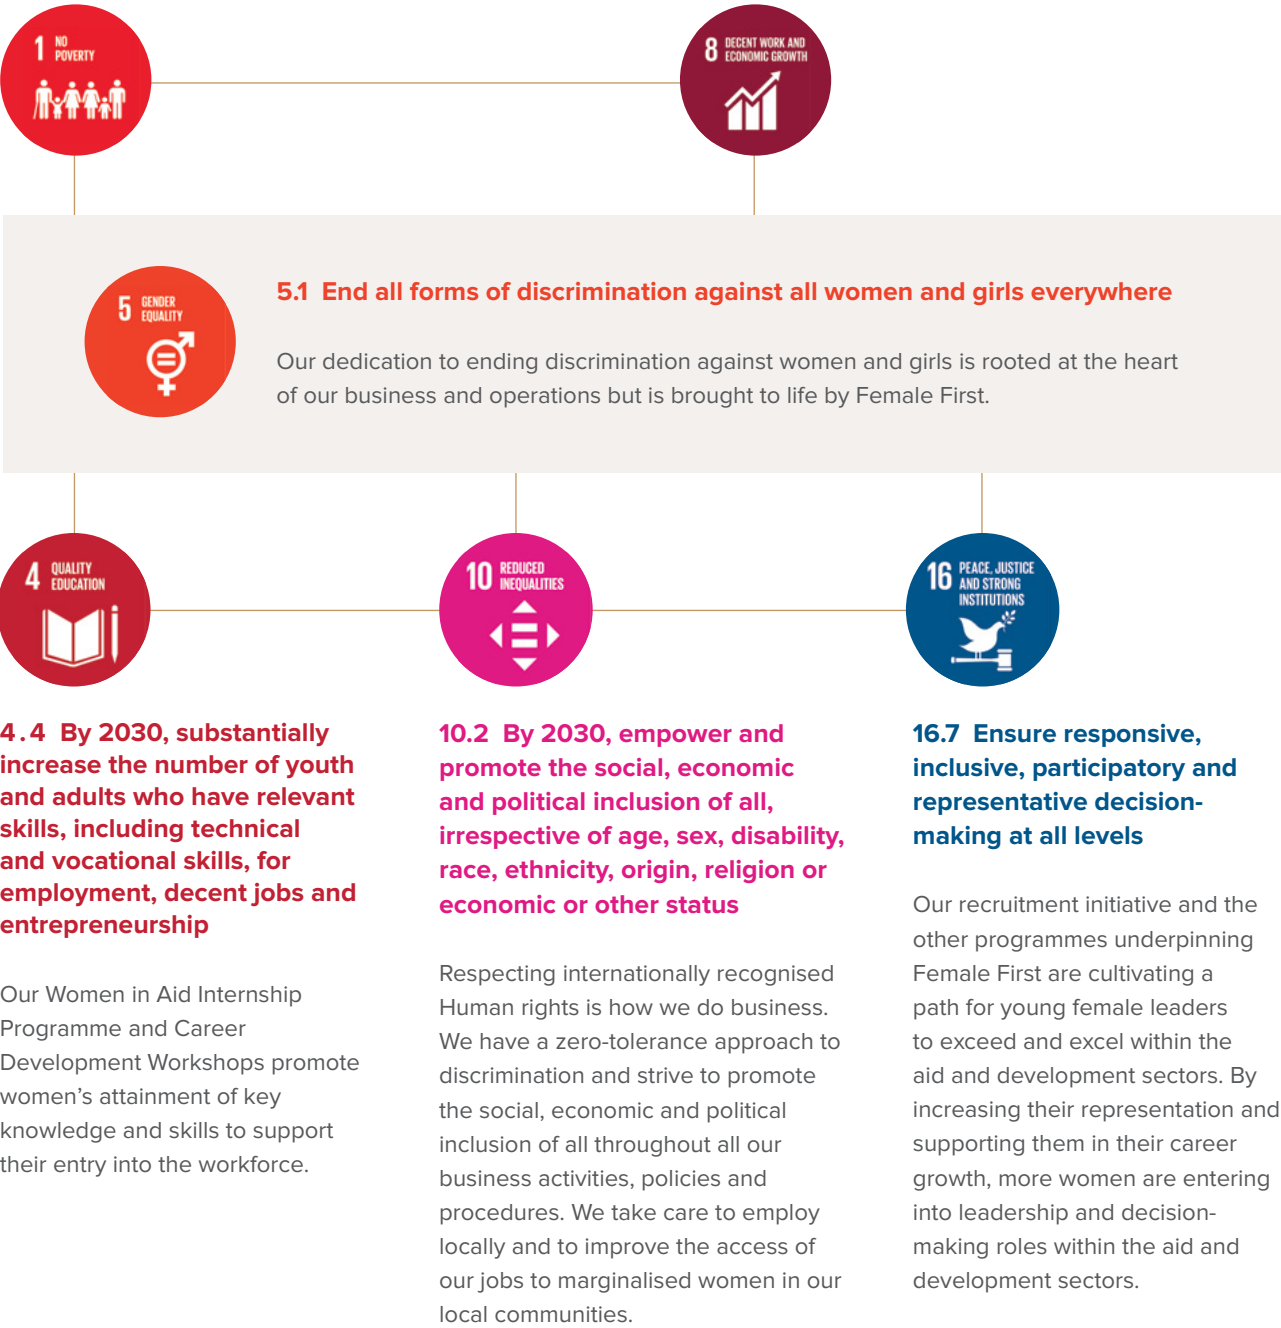 1 NO
POVERTY
8 DECENT WORK AND
ECONOMIC GROWTH
5 GENDER
EQUALITY
5.1 End all forms of discrimination against all women and girls everywhere
Our dedication to ending discrimination against women and girls is rooted at the heart
of our business and operations but is brought to life by Female First.
4 QUALITY
EDUCATION
4.4 By 2030, substantially
increase the number of youth
and adults who have relevant
skills, including technical
and vocational skills, for
employment, decent jobs and
entrepreneurship
Our Women in Aid Internship
Programme and Career
Development Workshops promote
women’s attainment of key
knowledge and skills to support
their entry into the workforce.
10 REDUCED
INEQUALITIES
10.2 By 2030, empower and
promote the social, economic
and political inclusion of all,
irrespective of age, sex, disability,
race, ethnicity, origin, religion or
economic or other status
Respecting internationally recognised
Human rights is how we do business.
We have a zero-tolerance approach to
discrimination and strive to promote
the social, economic and political
inclusion of all throughout all our
business activities, policies and
procedures. We take care to employ
locally and to improve the access of
our jobs to marginalised women in our
local communities.
16 PEACE, JUSTICE
AND STRONG
INSTITUTIONS
16.7 Ensure responsive,
inclusive, participatory and
representative decision-
making at all levels
Our recruitment initiative and the
other programmes underpinning
Female First are cultivating a
path for young female leaders
to exceed and excel within the
aid and development sectors. By
increasing their representation and
supporting them in their career
growth, more women are entering
into leadership and decision-
making roles within the aid and
development sectors.